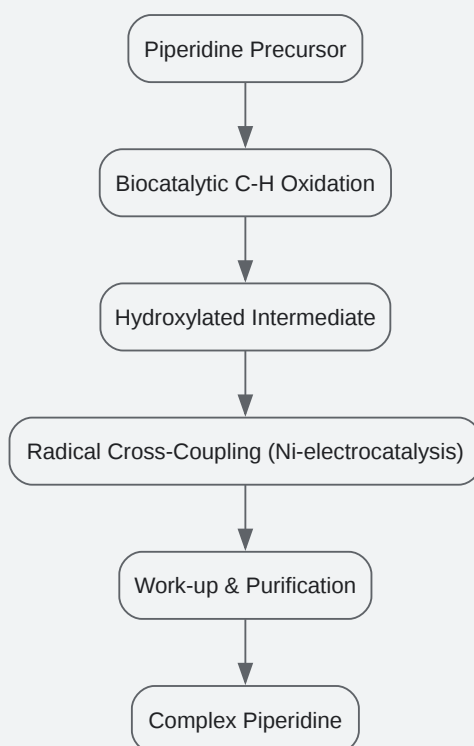 Piperidine Precursor
Biocatalytic C-H Oxidation
Hydroxylated Intermediate
Radical Cross-Coupling (Ni-electrocatalysis)
Work-up & Purification
Complex Piperidine